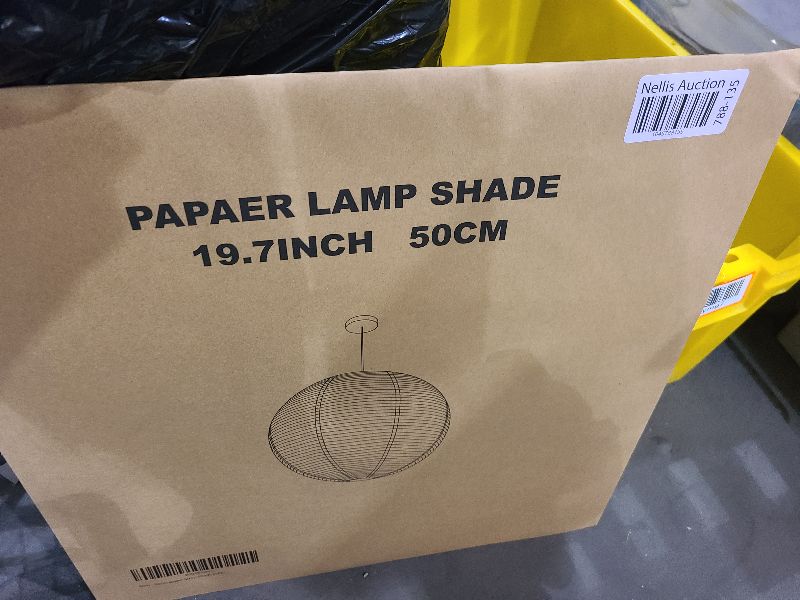 Nellis Auction
788-135
PAPAER LAMP SHADE
19.7INCH 50CM